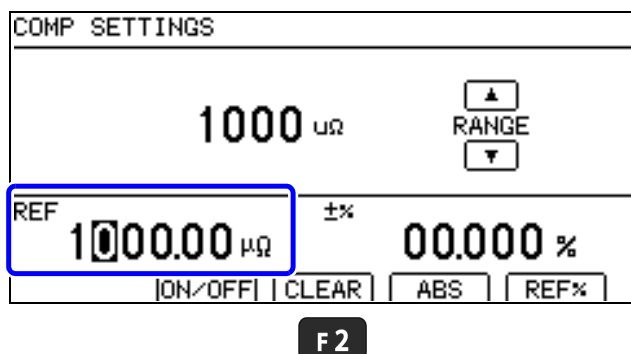 COMP SETTINGS
1000 uΩ
▲
RANGE
▼
REF 1000.00 μΩ ±% 00.000 %
|ON/OFF| CLEAR ABS REF%
F2